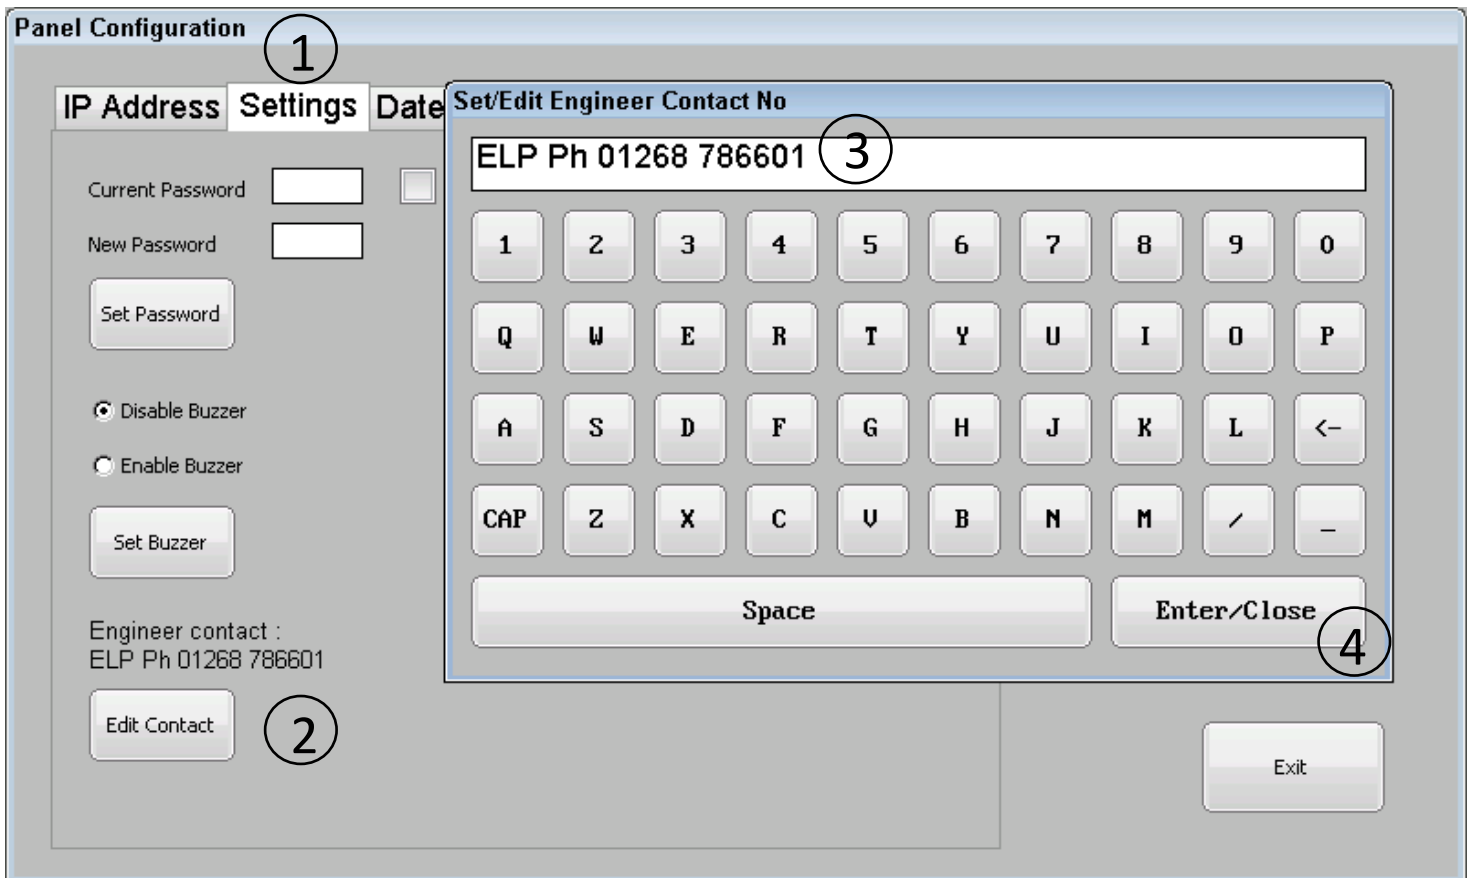 Panel Configuration
1
IP Address Settings Date
Set/Edit Engineer Contact No
ELP Ph 01268 786601
3
Current Password
New Password
Set Password
Disable Buzzer
Enable Buzzer
Set Buzzer
Engineer contact :
ELP Ph 01268 786601
Edit Contact
2
1 2 3 4 5 6 7 8 9 0
Q W E R T Y U I O P
A S D F G H J K L <-
CAP Z X C V B N M / _
Space Enter/Close
4
Exit